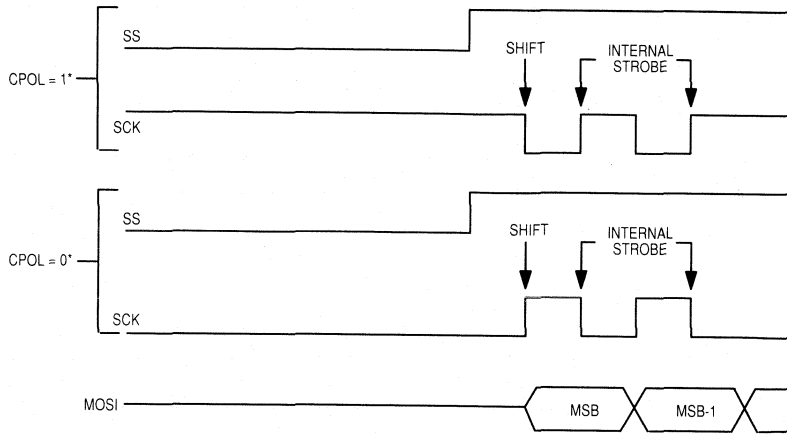 SS
SHIFT
INTERNAL
STROBE
CPOL = 1*
SCK
SS
SHIFT
INTERNAL
STROBE
CPOL = 0*
SCK
MOSI
MSB
MSB-1